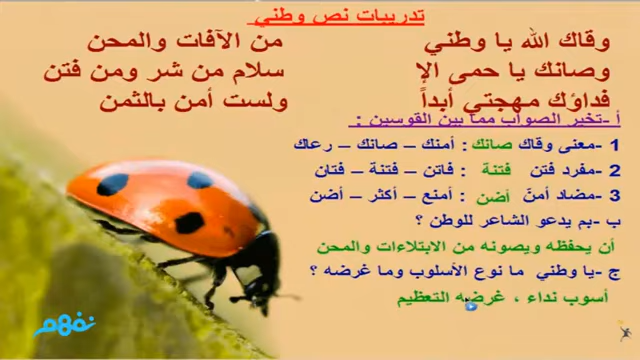 تدريبات نص وطني
وقاك الله يا وطني من الآفات والمحن
وصانك يا حمى الإ سلام من شر ومن فتن
فداؤك مهجتي أبداً ولست أمن بالثمن
أ -تخير الصواب مما بين القوسين :
1 -معنى وقاك صانك : أمنك – صانك – رعاك
2 -مفرد فتن فتنة : فاتن – فتنة – فتان
3 -مضاد أمنّ أضن : أمنع – أكثر – أضن
ب -بم يدعو الشاعر للوطن ؟
أن يحفظه ويصونه من الابتلاءات والمحن
ج -يا وطني ما نوع الأسلوب وما غرضه ؟
أسوب نداء ، غرضه التعظيم
نفهم